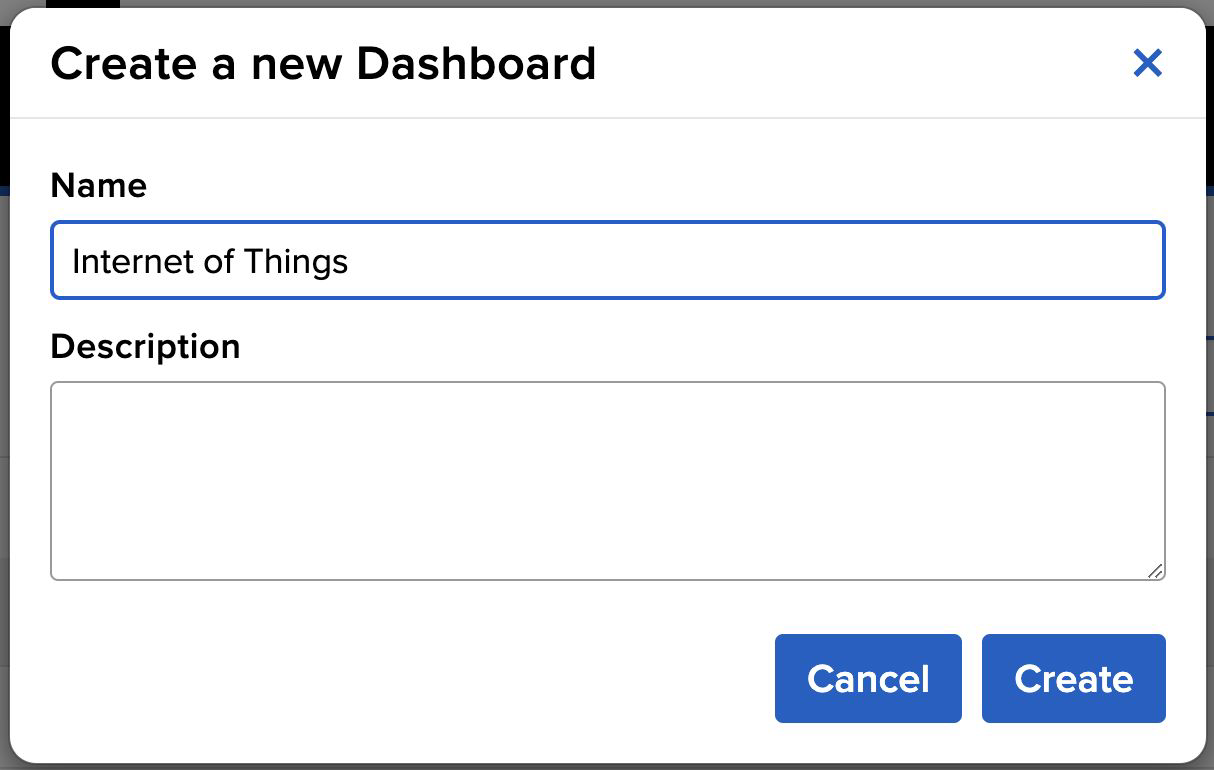 Create a new Dashboard
Name
Internet of Things
Description
Cancel Create